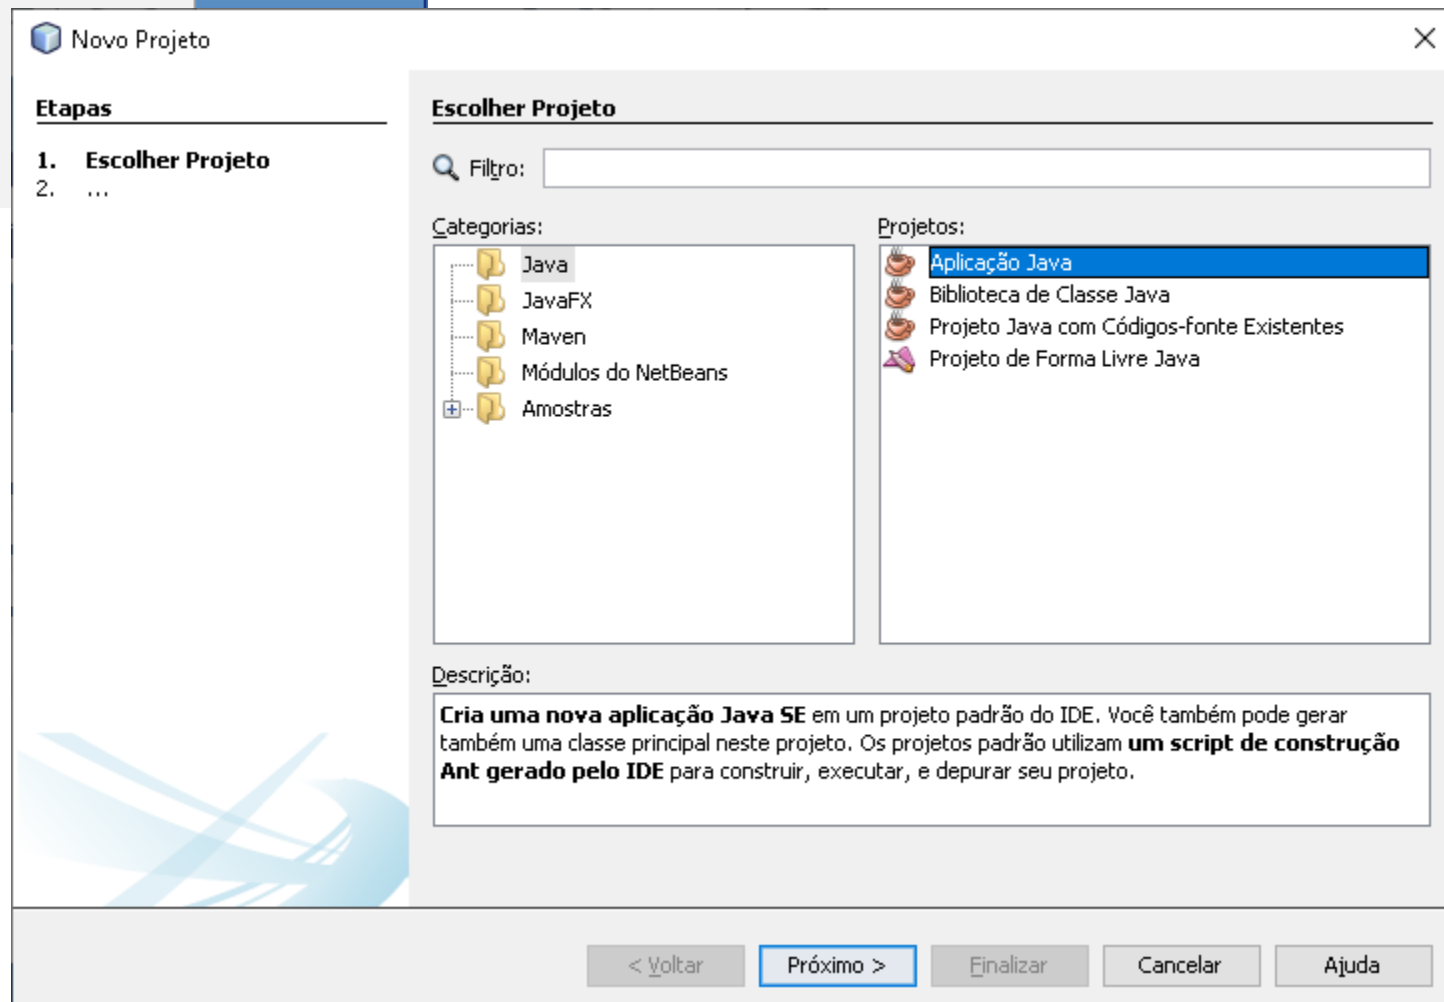 Novo Projeto
Etapas
1. Escolher Projeto
2. ...
Escolher Projeto
Filtro:
Categorias:
Java
JavaFX
Maven
Módulos do NetBeans
Amostras
Projetos:
Aplicação Java
Biblioteca de Classe Java
Projeto Java com Códigos-fonte Existentes
Projeto de Forma Livre Java
Descrição:
Cria uma nova aplicação Java SE em um projeto padrão do IDE. Você também pode gerar
também uma classe principal neste projeto. Os projetos padrão utilizam um script de construção
Ant gerado pelo IDE para construir, executar, e depurar seu projeto.
< Voltar
Próximo >
Finalizar
Cancelar
Ajuda